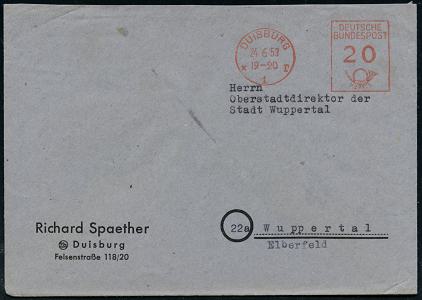 DUISBURG
24.6.53
19-20
1
DEUTSCHE
BUNDESPOST
20
Herrn
Oberstadtdirektor der
Stadt Wuppertal
Richard Spaether
Duisburg
Felsenstraße 118/20
22a Wuppertal
Elberfeld